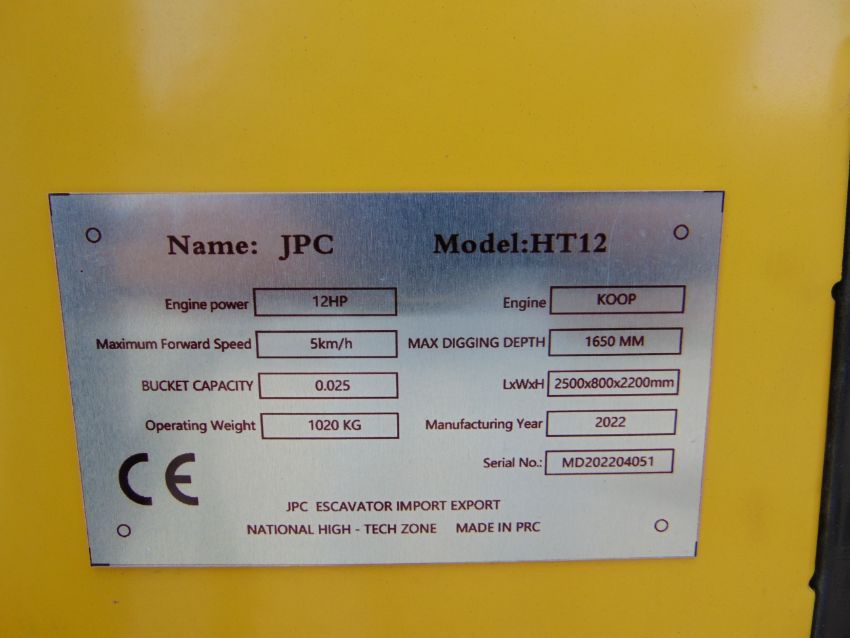 Name: JPC Model:HT12
Engine power 12HP Engine KOOP
Maximum Forward Speed 5km/h MAX DIGGING DEPTH 1650 MM
BUCKET CAPACITY 0.025 LxWxH 2500x800x2200mm
Operating Weight 1020 KG Manufacturing Year 2022
Serial No.: MD202204051
CE
JPC ESCAVATOR IMPORT EXPORT
NATIONAL HIGH - TECH ZONE MADE IN PRC